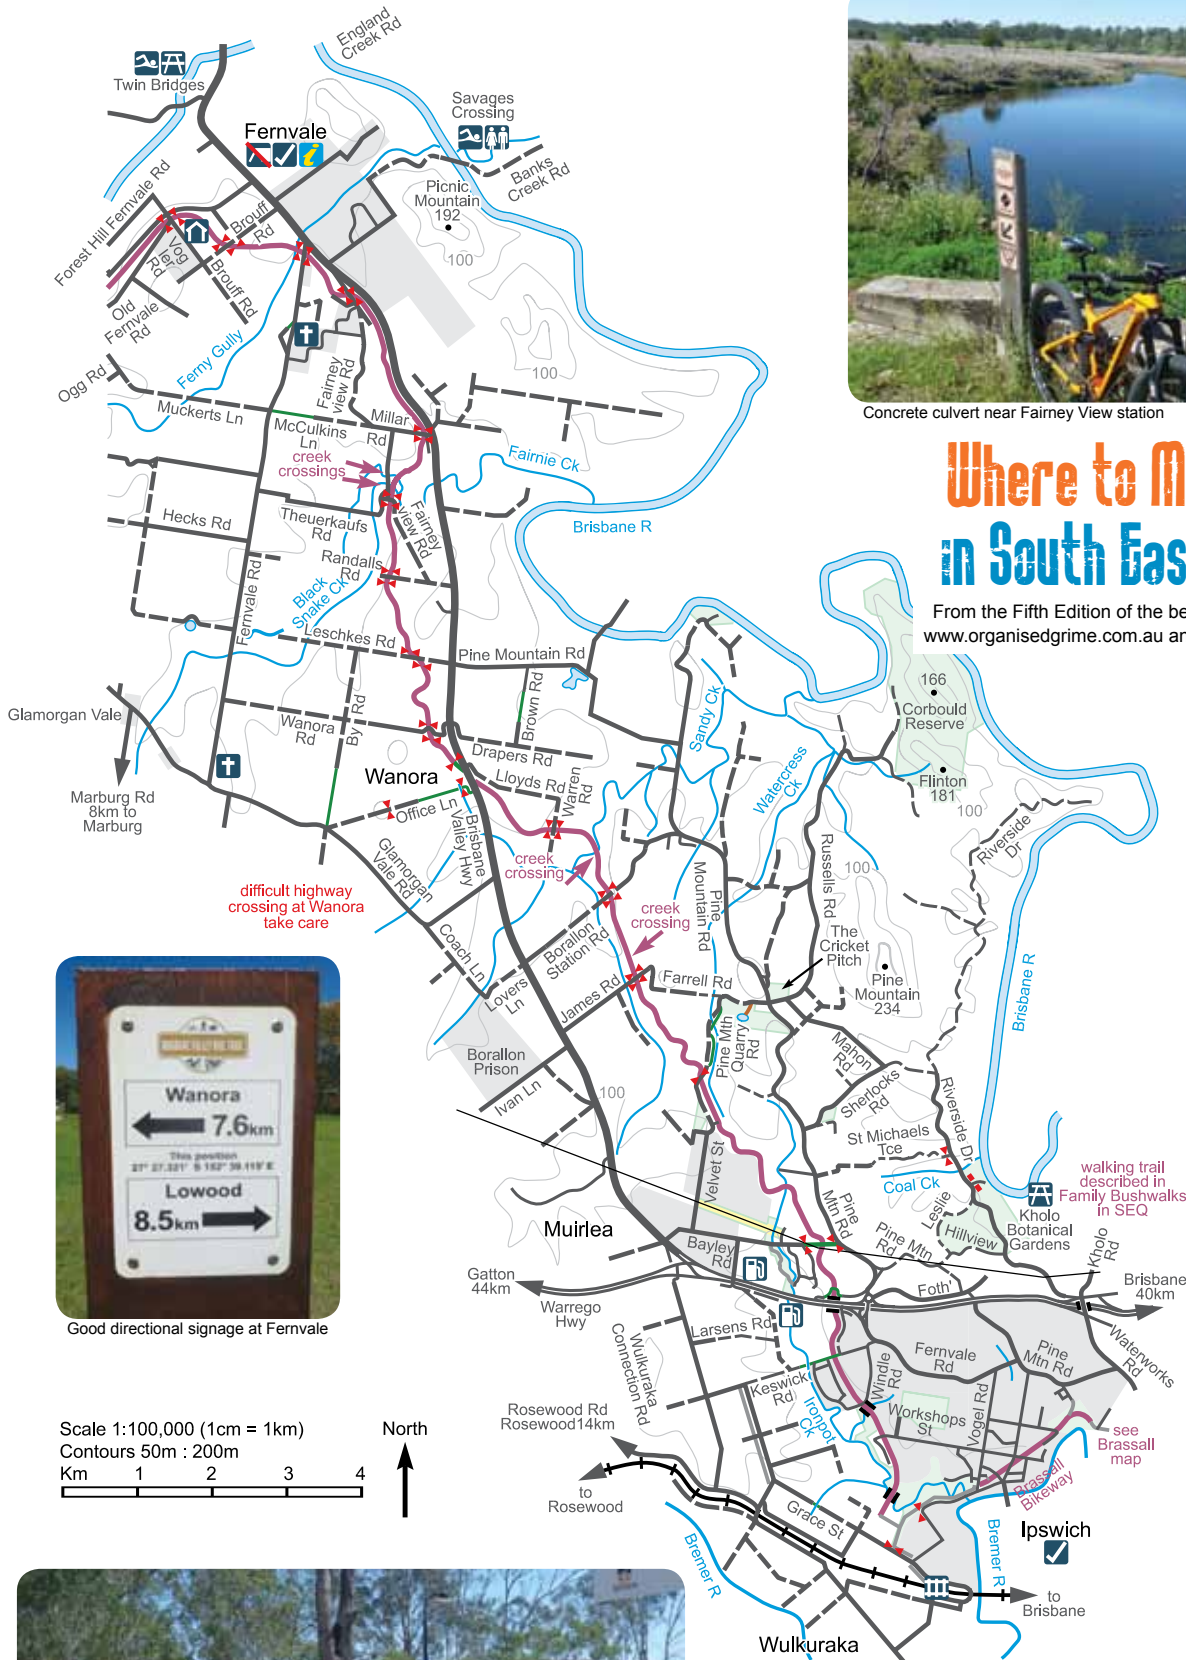 England
Creek Rd
Twin Bridges
Savages
Crossing
Fernvale
Banks
Creek Rd
Picnic
Mountain
192
100
Forest Hill Fernvale Rd
Brouff
Rd
Vog
ler
Rd
Brouff Rd
Old
Fernvale
Rd
Ferny Gully
Ogg Rd
Fairney
view Rd
100
Muckerts Ln
McCulkins
Ln
Millar
Rd
creek
crossings
Fairnie Ck
Concrete culvert near Fairney View station
Where to M
in South Eas
From the Fifth Edition of the be
www.organisedgrime.com.au an
Hecks Rd
Theuerkaufs
Rd
Fairney
view Rd
Brisbane R
Randalls
Rd
Black
Snake Ck
Fernvale Rd
Leschkes Rd
Pine Mountain Rd
166
Corbould
Reserve
Glamorgan Vale
Wanora
Rd
By Rd
Brown Rd
Sandy Ck
Drapers Rd
Watercress
Ck
Flinton
181
100
Wanora
Lloyds Rd
Warren
Rd
Marburg Rd
8km to
Marburg
Office Ln
Brisbane
Valley Hwy
Glamorgan
Vale Rd
Riverside
Dr
Russells Rd
100
creek
crossing
difficult highway
crossing at Wanora
take care
Pine
Mountain Rd
creek
crossing
The
Cricket
Pitch
Coach Ln
Borallon
Station Rd
Lovers
Ln
James Rd
Farrell Rd
Pine
Mountain
234
Brisbane R
Pine Mth
Quarry
Rd
Mahon
Rd
Borallon
Prison
Ivan Ln
100
Sherlocks
Rd
Riverside Dr
St Michaels
Tce
Wanora
7.6km
This position
27° 27.321' S 152° 39.119' E
Lowood
8.5km
Good directional signage at Fernvale
Velvet St
Coal Ck
walking trail
described in
Family Bushwalks
in SEQ
Kholo
Botanical
Gardens
Leslie
Hillview
Pine
Mtn Rd
Muirlea
Pine Mtn
Rd
Kholo
Rd
Bayley
Rd
Gatton
44km
Warrego
Hwy
Foth'
Brisbane
40km
Larsens Rd
Wulkuraka
Connection Rd
Fernvale
Rd
Pine
Mtn Rd
Waterworks
Rd
Windle
Rd
Keswick
Rd
Ironpot
Ck
Workshops
St
Vogel Rd
Rosewood Rd
Rosewood14km
see
Brassall
map
Brassall
Bikeway
to
Rosewood
Scale 1:100,000 (1cm = 1km)
Contours 50m : 200m
Km 1 2 3 4
North
Grace St
Bremer R
Bremer R
Ipswich
to
Brisbane
Wulkuraka